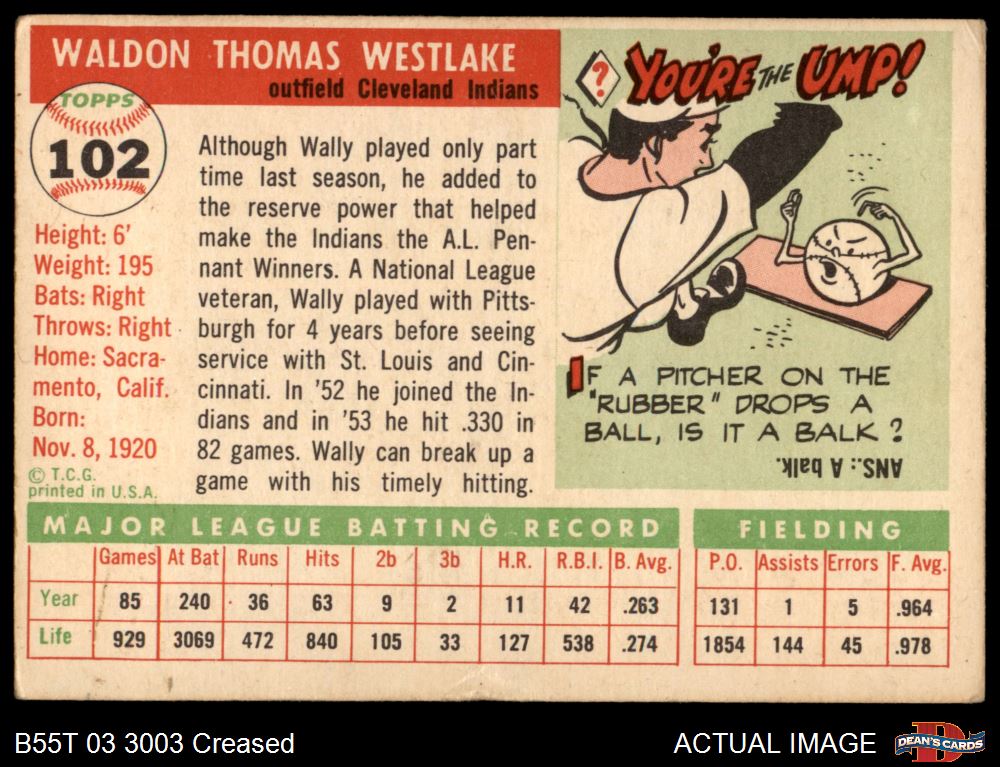 WALDON THOMAS WESTLAKE
outfield Cleveland Indians
TOPPS
102
Height: 6'
Weight: 195
Bats: Right
Throws: Right
Home: Sacra-
mento, Calif.
Born:
Nov. 8, 1920
© T.C.G.
printed in U.S.A.
Although Wally played only part
time last season, he added to
the reserve power that helped
make the Indians the A.L. Pen-
nant Winners. A National League
veteran, Wally played with Pitts-
burgh for 4 years before seeing
service with St. Louis and Cin-
cinnati. In '52 he joined the In-
dians and in '53 he hit .330 in
82 games. Wally can break up a
game with his timely hitting.
? YOU'RE THE UMP!
IF A PITCHER ON THE
"RUBBER" DROPS A
BALL, IS IT A BALK?
ANS.: A balk.
MAJOR LEAGUE BATTING RECORD
Games At Bat Runs Hits 2b 3b H.R. R.B.I. B. Avg.
Year 85 240 36 63 9 2 11 42 .263
Life 929 3069 472 840 105 33 127 538 .274
FIELDING
P.O. Assists Errors F. Avg.
131 1 5 .964
1854 144 45 .978
B55T 03 3003 Creased
ACTUAL IMAGE
D
DEAN'S CARDS